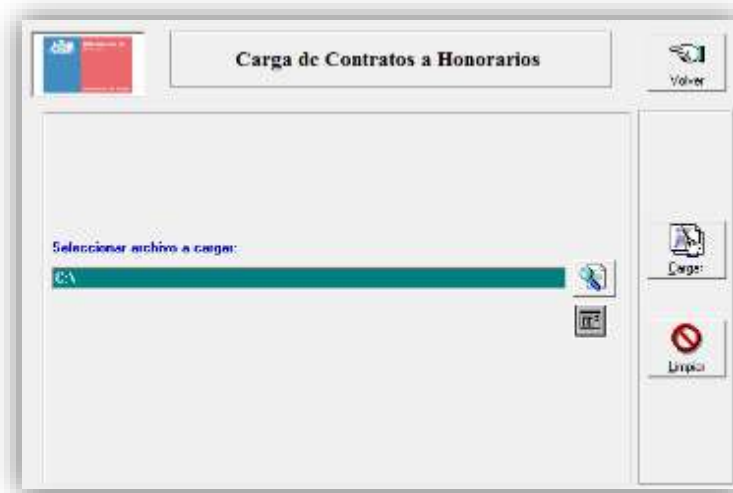 Carga de Contratos a Honorarios
Volver
Seleccionar archivo a cargar:
C:\
Cargar
Limpiar